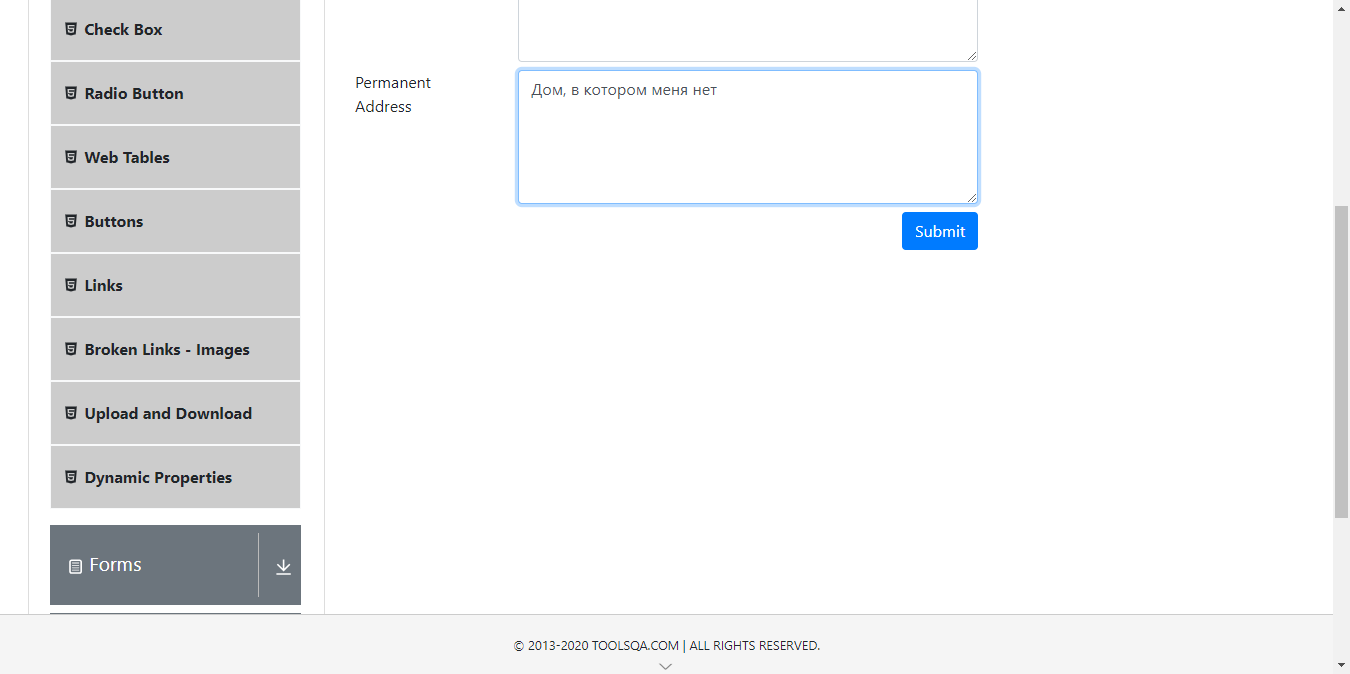 Check Box
Radio Button
Web Tables
Buttons
Links
Broken Links - Images
Upload and Download
Dynamic Properties
Forms
Permanent
Address
Дом, в котором меня нет
Submit
© 2013-2020 TOOLSQA.COM | ALL RIGHTS RESERVED.